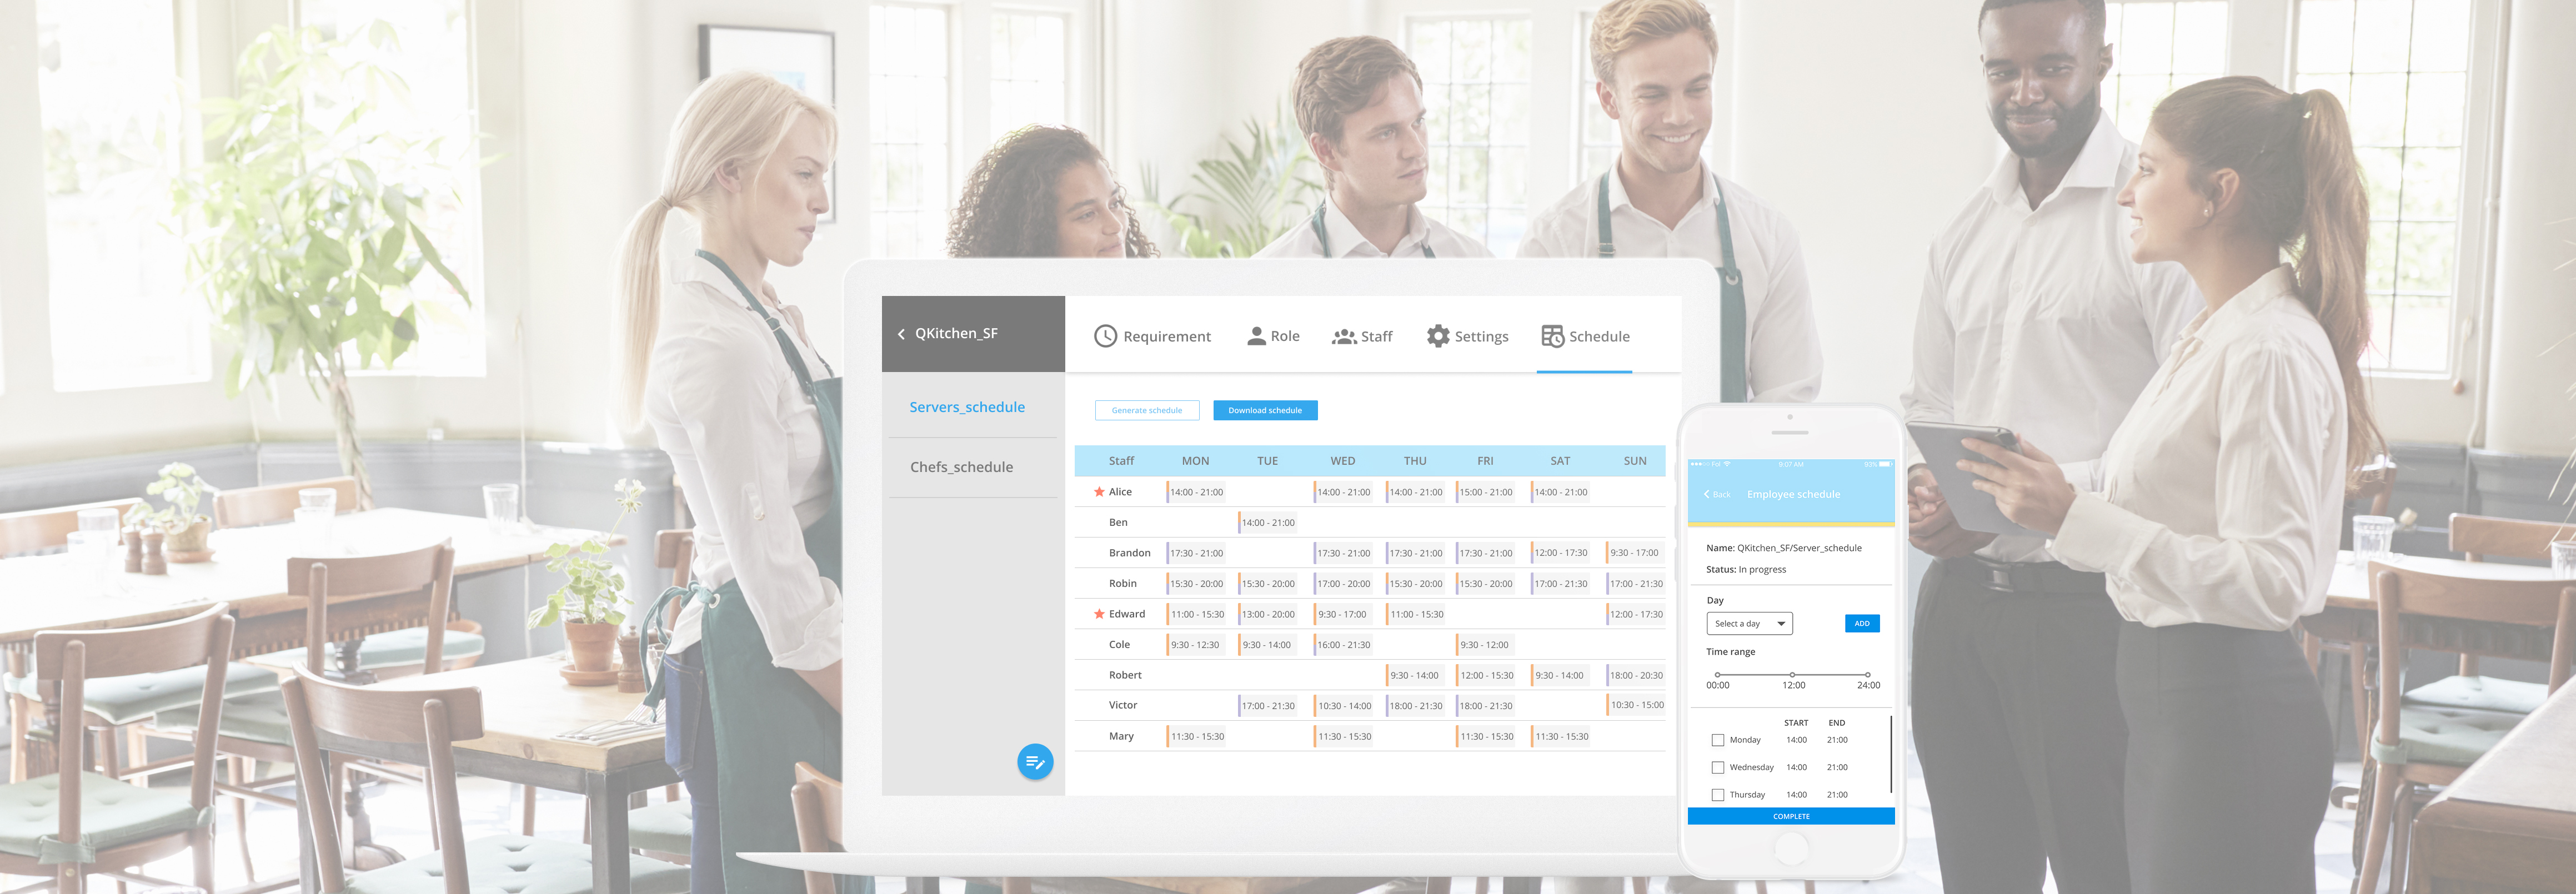 QKitchen_SF
Requirement Role Staff Settings Schedule
Servers_schedule
Chefs_schedule
Generate schedule Download schedule
Staff MON TUE WED THU FRI SAT SUN
Alice 14:00 - 21:00 14:00 - 21:00 14:00 - 21:00 15:00 - 21:00 14:00 - 21:00
Ben 14:00 - 21:00
Brandon 17:30 - 21:00 17:30 - 21:00 17:30 - 21:00 17:30 - 21:00 12:00 - 17:30 9:30 - 17:00
Robin 15:30 - 20:00 15:30 - 20:00 17:00 - 20:00 15:30 - 20:00 15:30 - 20:00 17:00 - 21:30 17:00 - 21:30
Edward 11:00 - 15:30 13:00 - 20:00 9:30 - 17:00 11:00 - 15:30 12:00 - 17:30
Cole 9:30 - 12:30 9:30 - 14:00 16:00 - 21:30 9:30 - 12:00
Robert 9:30 - 14:00 12:00 - 15:30 9:30 - 14:00 18:00 - 20:30
Victor 17:00 - 21:30 10:30 - 14:00 18:00 - 21:30 18:00 - 21:30 10:30 - 15:00
Mary 11:30 - 15:30 11:30 - 15:30 11:30 - 15:30 11:30 - 15:30
FoI 9:07 AM 93%
Back Employee schedule
Name: QKitchen_SF/Server_schedule
Status: In progress
Day
Select a day ADD
Time range
00:00 12:00 24:00
START END
Monday 14:00 21:00
Wednesday 14:00 21:00
Thursday 14:00 21:00
COMPLETE